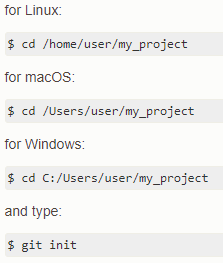 for Linux:
$ cd /home/user/my_project
for macOS:
$ cd /Users/user/my_project
for Windows:
$ cd C:/Users/user/my_project
and type:
$ git init